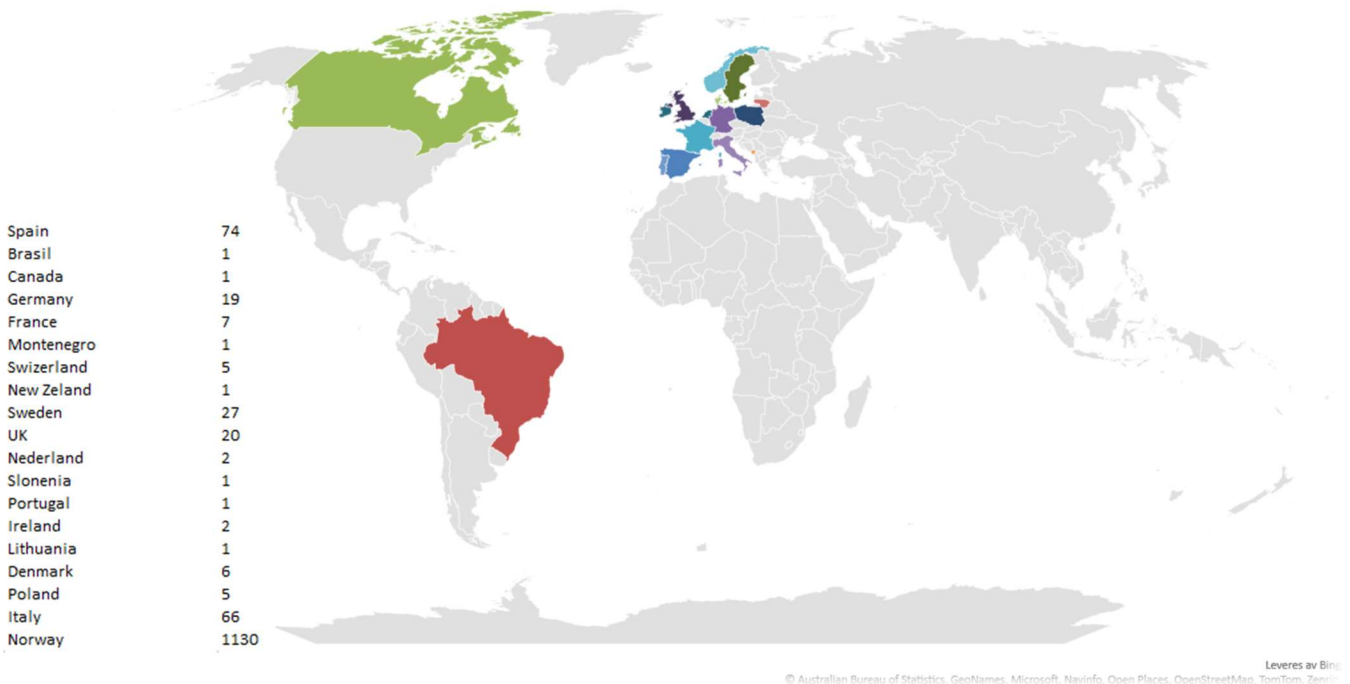 Spain 74
Brasil 1
Canada 1
Germany 19
France 7
Montenegro 1
Swizerland 5
New Zeland 1
Sweden 27
UK 20
Nederland 2
Slonenia 1
Portugal 1
Ireland 2
Lithuania 1
Denmark 6
Poland 5
Italy 66
Norway 1130
Leveres av Bing
© Australian Bureau of Statistics, GeoNames, Microsoft, Navinfo, Open Places, OpenStreetMap, TomTom,